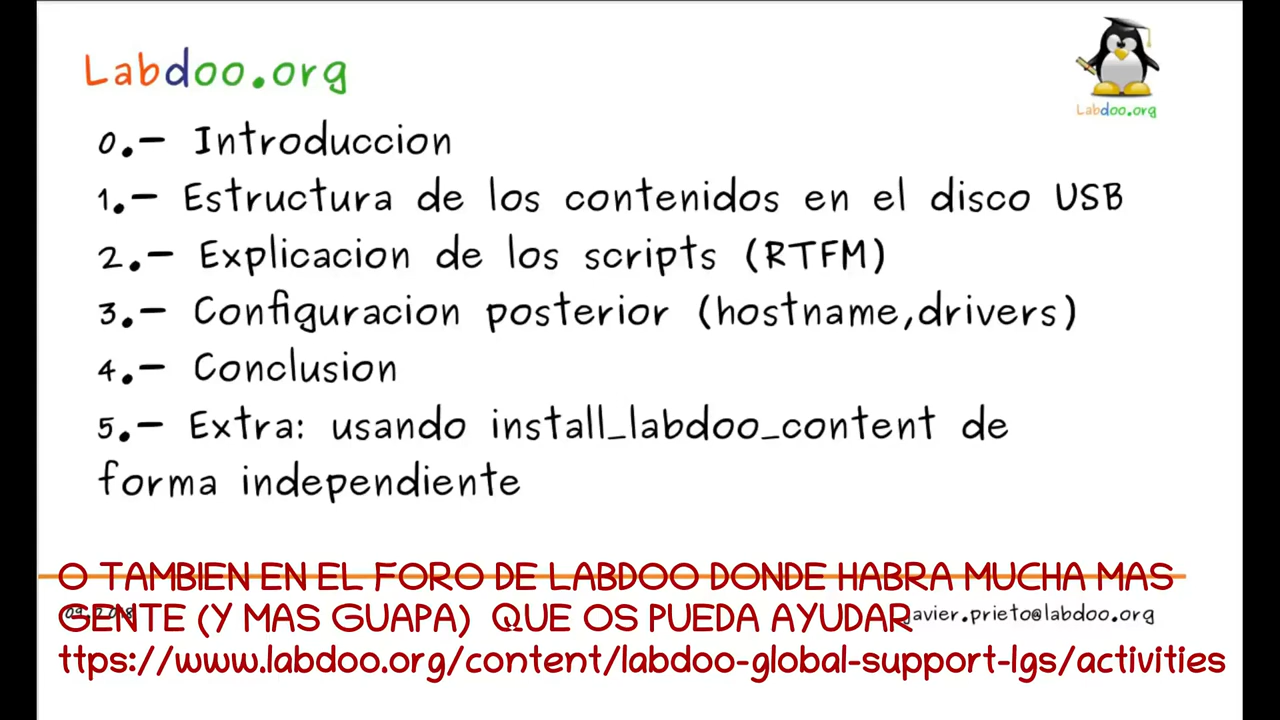 Labdoo.org
Labdoo.org
0.- Introduccion
1.- Estructura de los contenidos en el disco USB
2.- Explicacion de los scripts (RTFM)
3.- Configuracion posterior (hostname,drivers)
4.- Conclusion
5.- Extra: usando install_labdoo_content de
forma independiente
O TAMBIEN EN EL FORO DE LABDOO DONDE HABRA MUCHA MAS
GENTE (Y MAS GUAPA) QUE OS PUEDA AYUDAR
javier.prieto@labdoo.org
ttps://www.labdoo.org/content/labdoo-global-support-lgs/activities